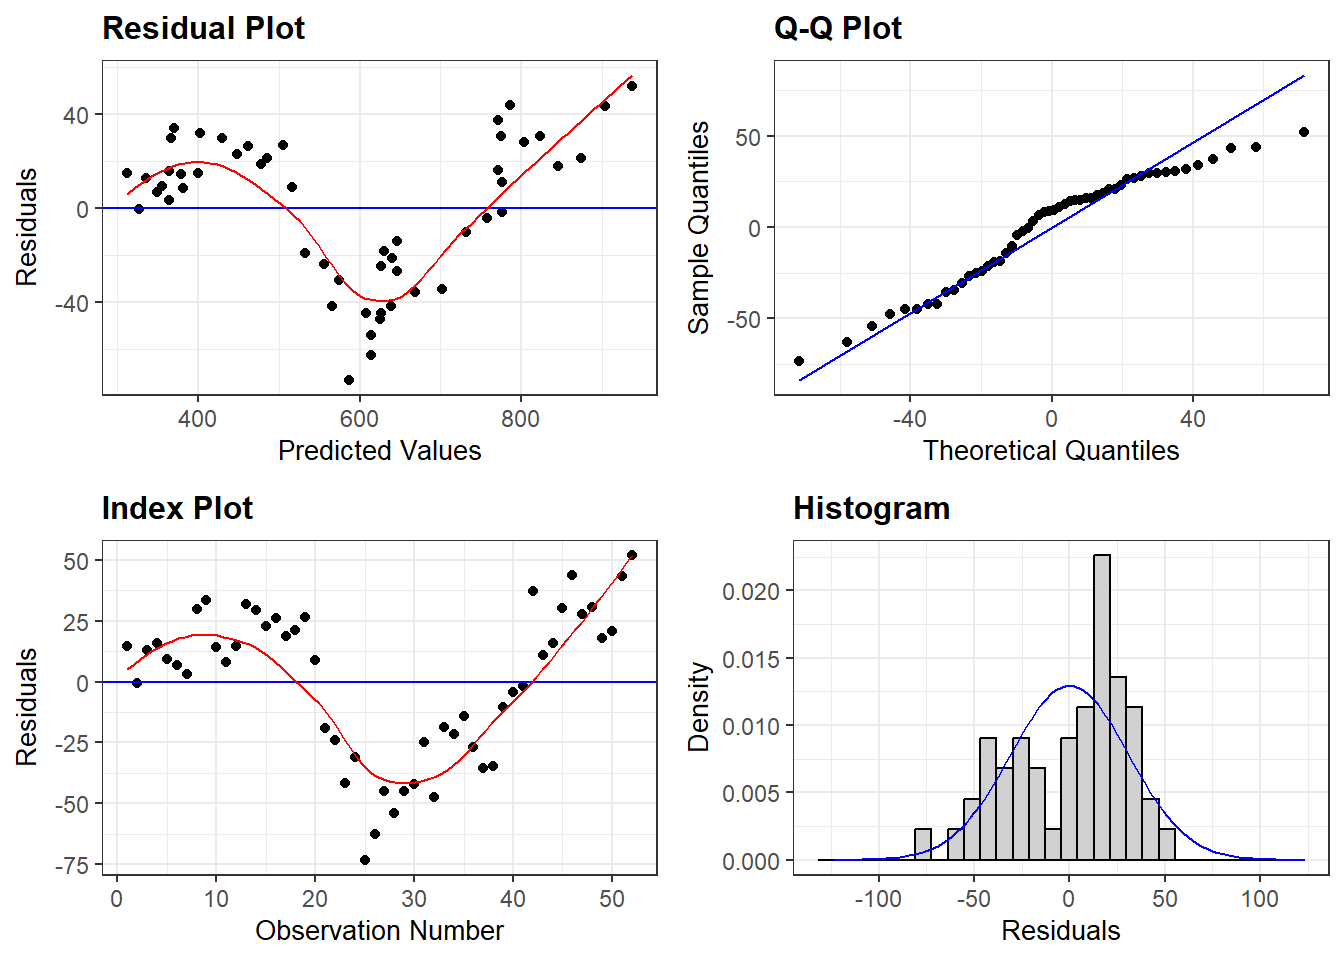 Residual Plot
40
0
-40
Residuals
400
600
800
Predicted Values
Q-Q Plot
50
0
-50
Sample Quantiles
-40
0
40
Theoretical Quantiles
Index Plot
50
25
0
-25
-50
-75
Residuals
0
10
20
30
40
50
Observation Number
Histogram
0.020
0.015
0.010
0.005
0.000
Density
-100
-50
0
50
100
Residuals